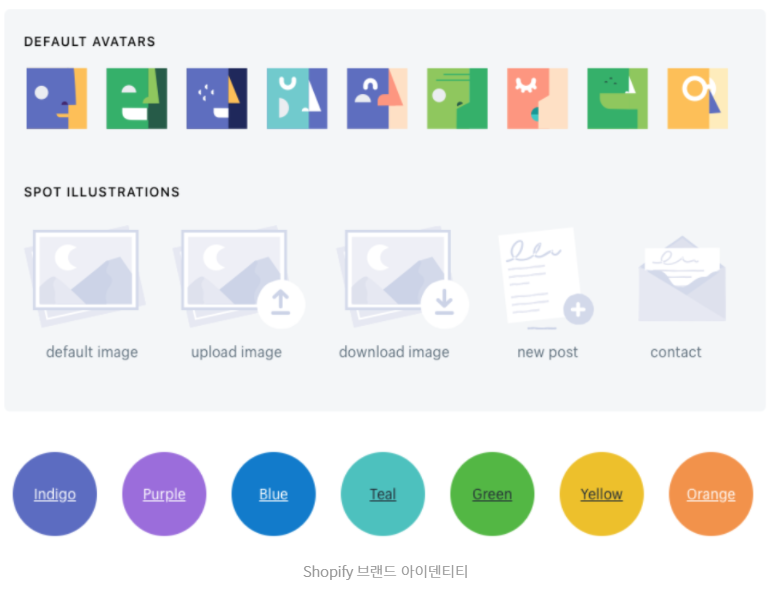 DEFAULT AVATARS
SPOT ILLUSTRATIONS
default image
upload image
download image
new post
contact
Indigo
Purple
Blue
Teal
Green
Yellow
Orange
Shopify 브랜드 아이덴티티